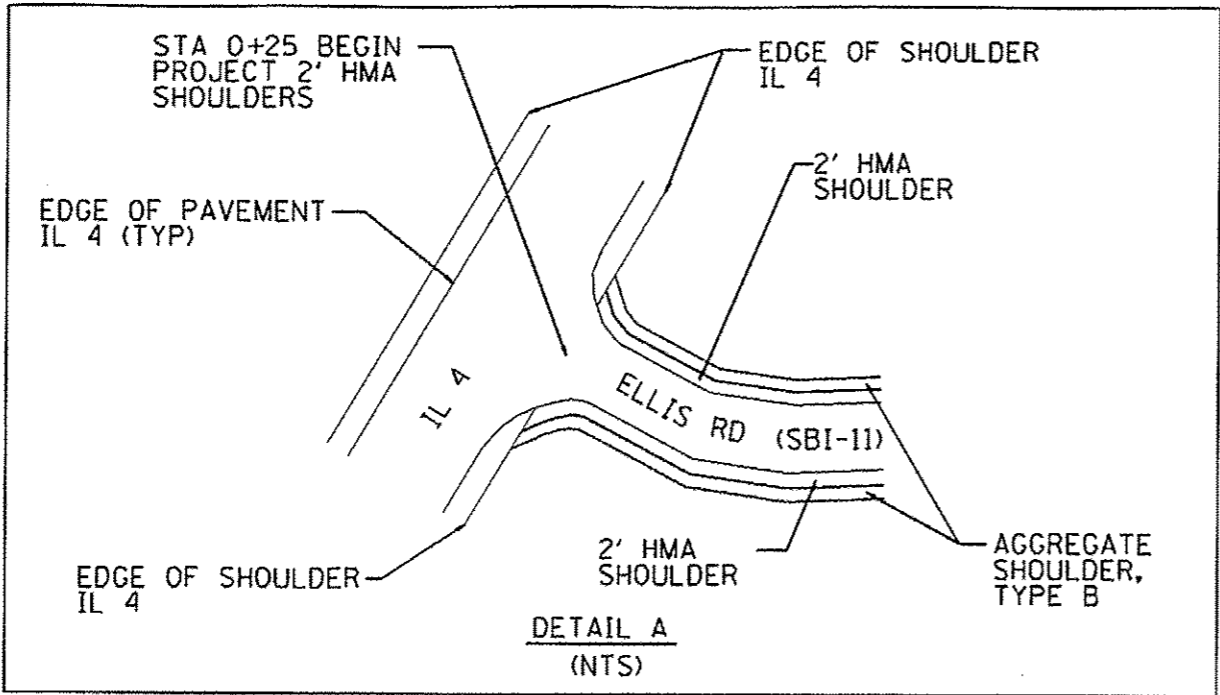 STA 0+25 BEGIN
PROJECT 2' HMA
SHOULDERS
EDGE OF SHOULDER
IL 4
2' HMA
SHOULDER
EDGE OF PAVEMENT
IL 4 (TYP)
IL 4
ELLIS RD (SBI-11)
EDGE OF SHOULDER
IL 4
2' HMA
SHOULDER
AGGREGATE
SHOULDER,
TYPE B
DETAIL A
(NTS)